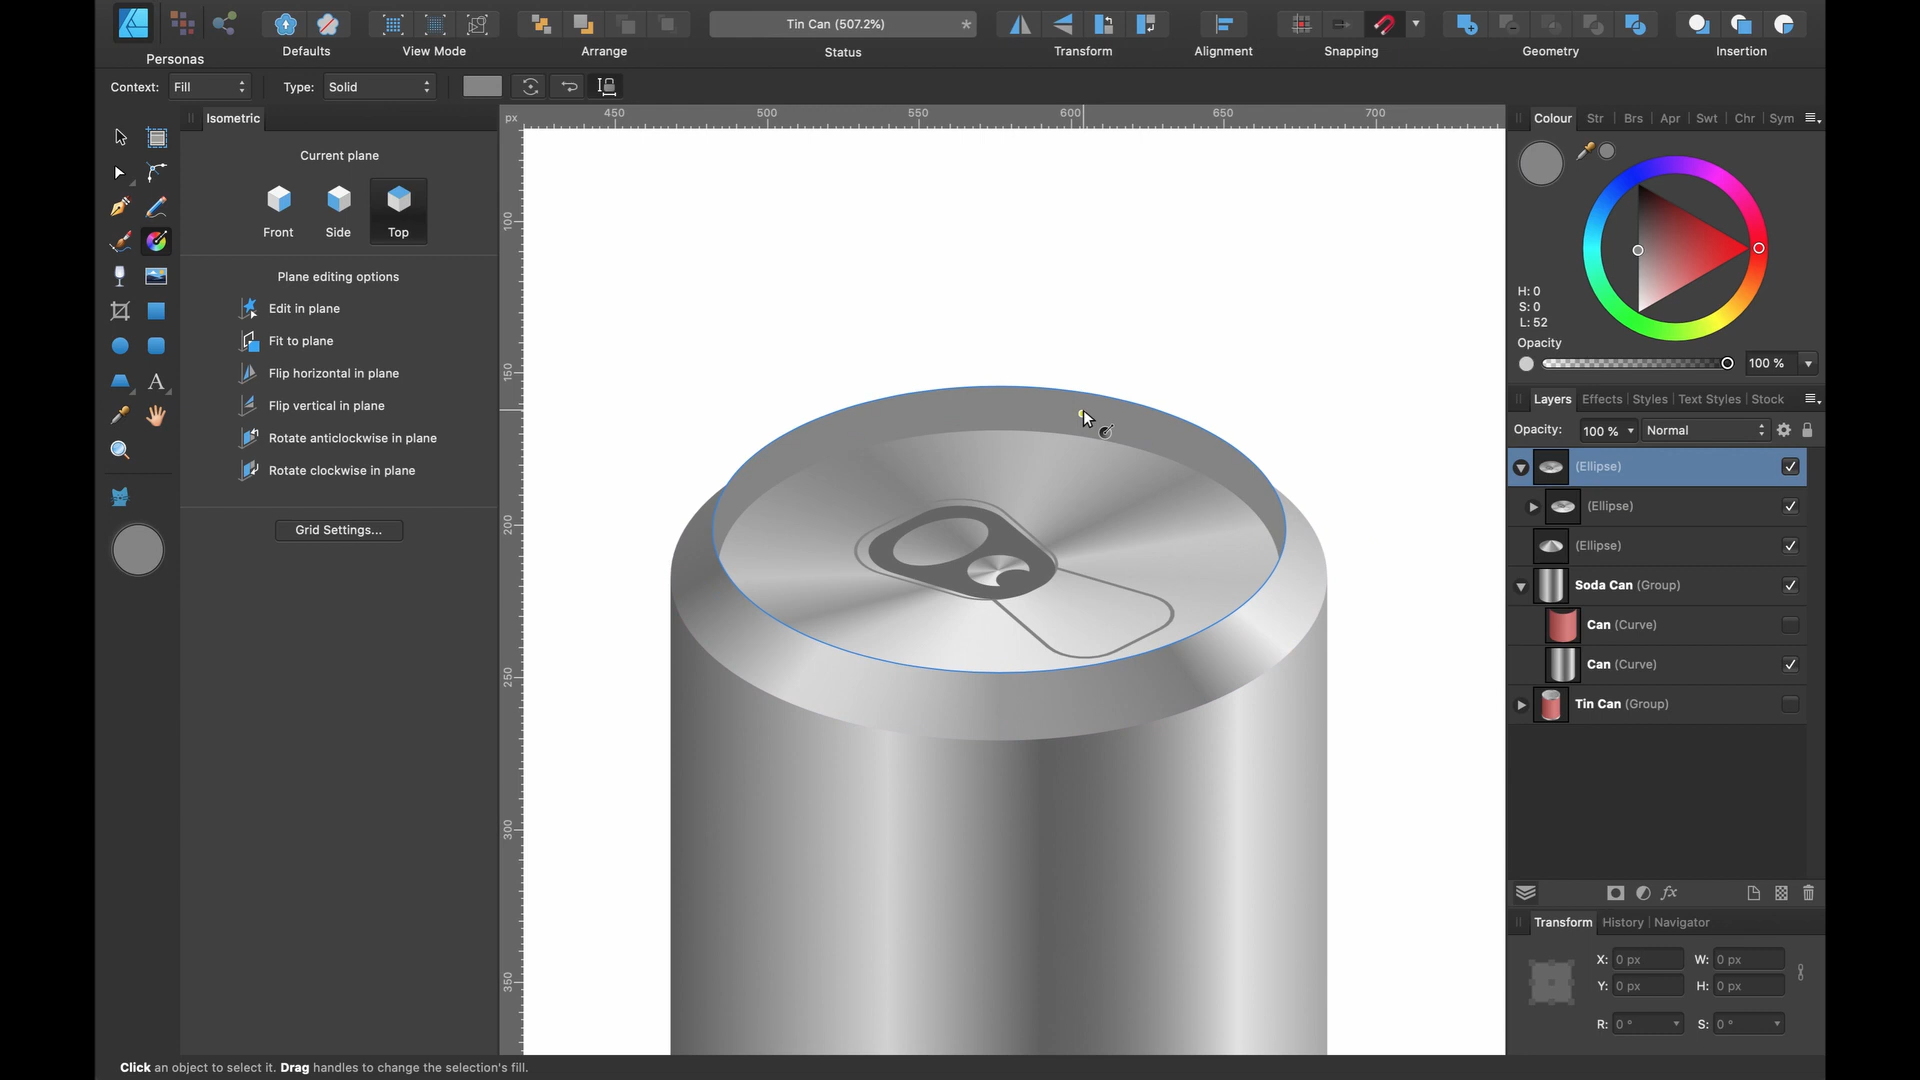 Personas
Defaults
View Mode
Arrange
Tin Can (507.2%)
*
Status
Transform
Alignment
Snapping
Geometry
Insertion
Context: Fill
Type: Solid
Isometric
Current plane
Front
Side
Top
Plane editing options
Edit in plane
Fit to plane
Flip horizontal in plane
Flip vertical in plane
Rotate anticlockwise in plane
Rotate clockwise in plane
Grid Settings...
px
450
500
550
600
650
700
100
150
200
250
300
350
Colour
Str
Brs
Apr
Swt
Chr
Sym
H: 0
S: 0
L: 52
Opacity
100 %
Layers
Effects
Styles
Text Styles
Stock
Opacity: 100 %
Normal
(Ellipse)
(Ellipse)
(Ellipse)
Soda Can (Group)
Can (Curve)
Can (Curve)
Tin Can (Group)
fx
Transform
History
Navigator
X: 0 px
W: 0 px
Y: 0 px
H: 0 px
R: 0 °
S: 0 °
Click an object to select it. Drag handles to change the selection's fill.